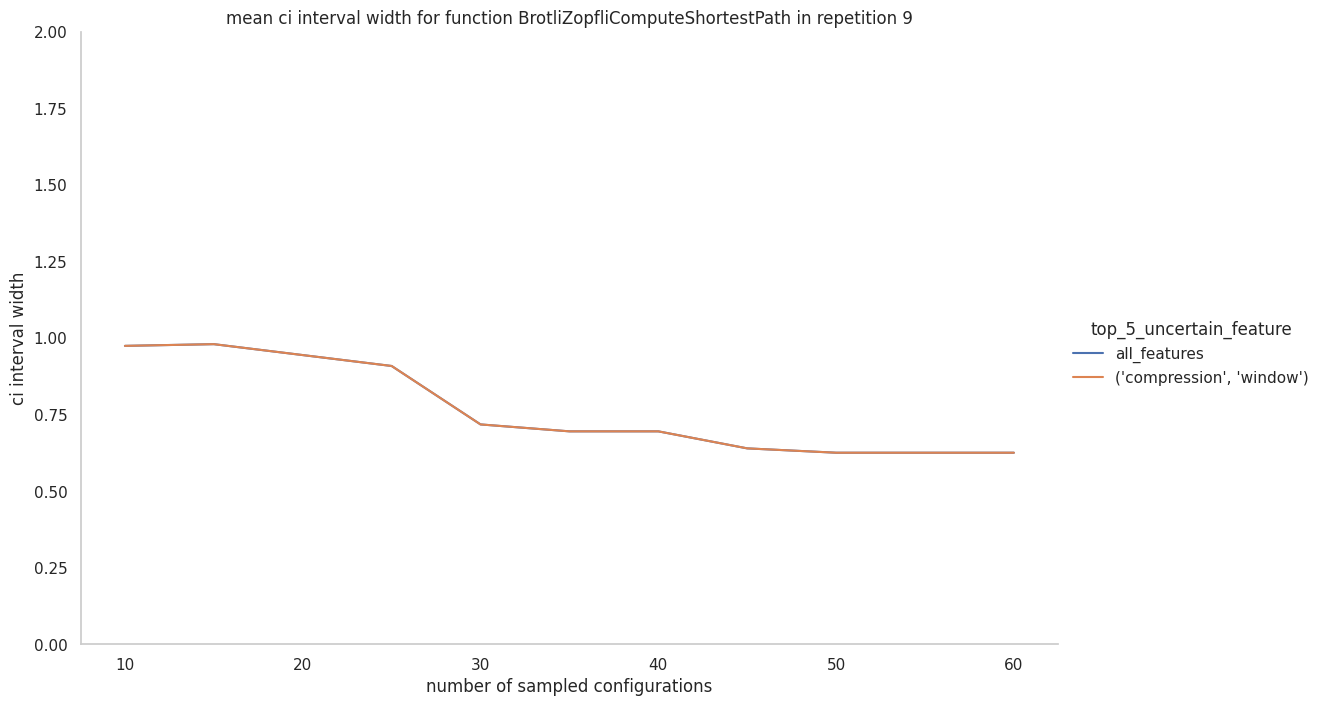 mean ci interval width for function BrotliZopfliComputeShortestPath in repetition 9
2.00
1.75
1.50
1.25
1.00
0.75
0.50
0.25
0.00
ci interval width
10 20 30 40 50 60
number of sampled configurations
top_5_uncertain_feature
all_features
('compression', 'window')